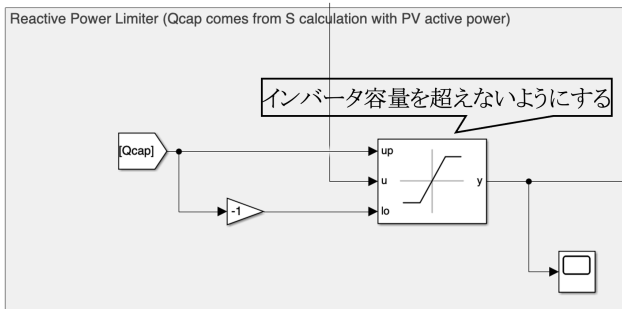 Reactive Power Limiter (Qcap comes from S calculation with PV active power)
インバータ容量を超えないようにする
[Qcap]
up
u
y
-1
lo